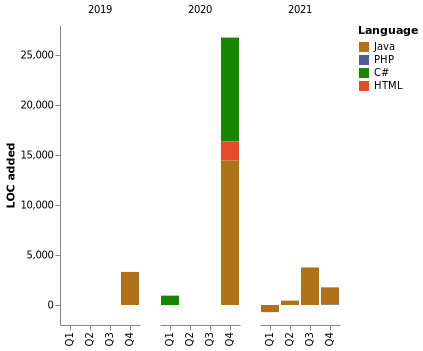 2019 2020 2021
Language
Java
PHP
C#
HTML
LOC added
25,000
20,000
15,000
10,000
5,000
0
Q1 Q2 Q3 Q4 Q1 Q2 Q3 Q4 Q1 Q2 Q3 Q4